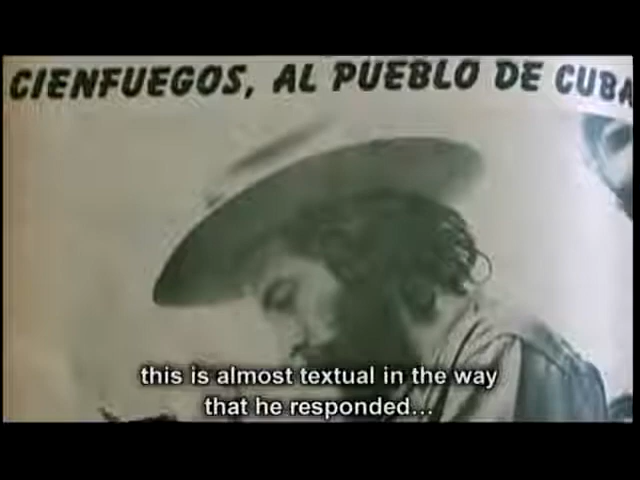 CIENFUEGOS, AL PUEBLO DE CUBA
this is almost textual in the way
that he responded...